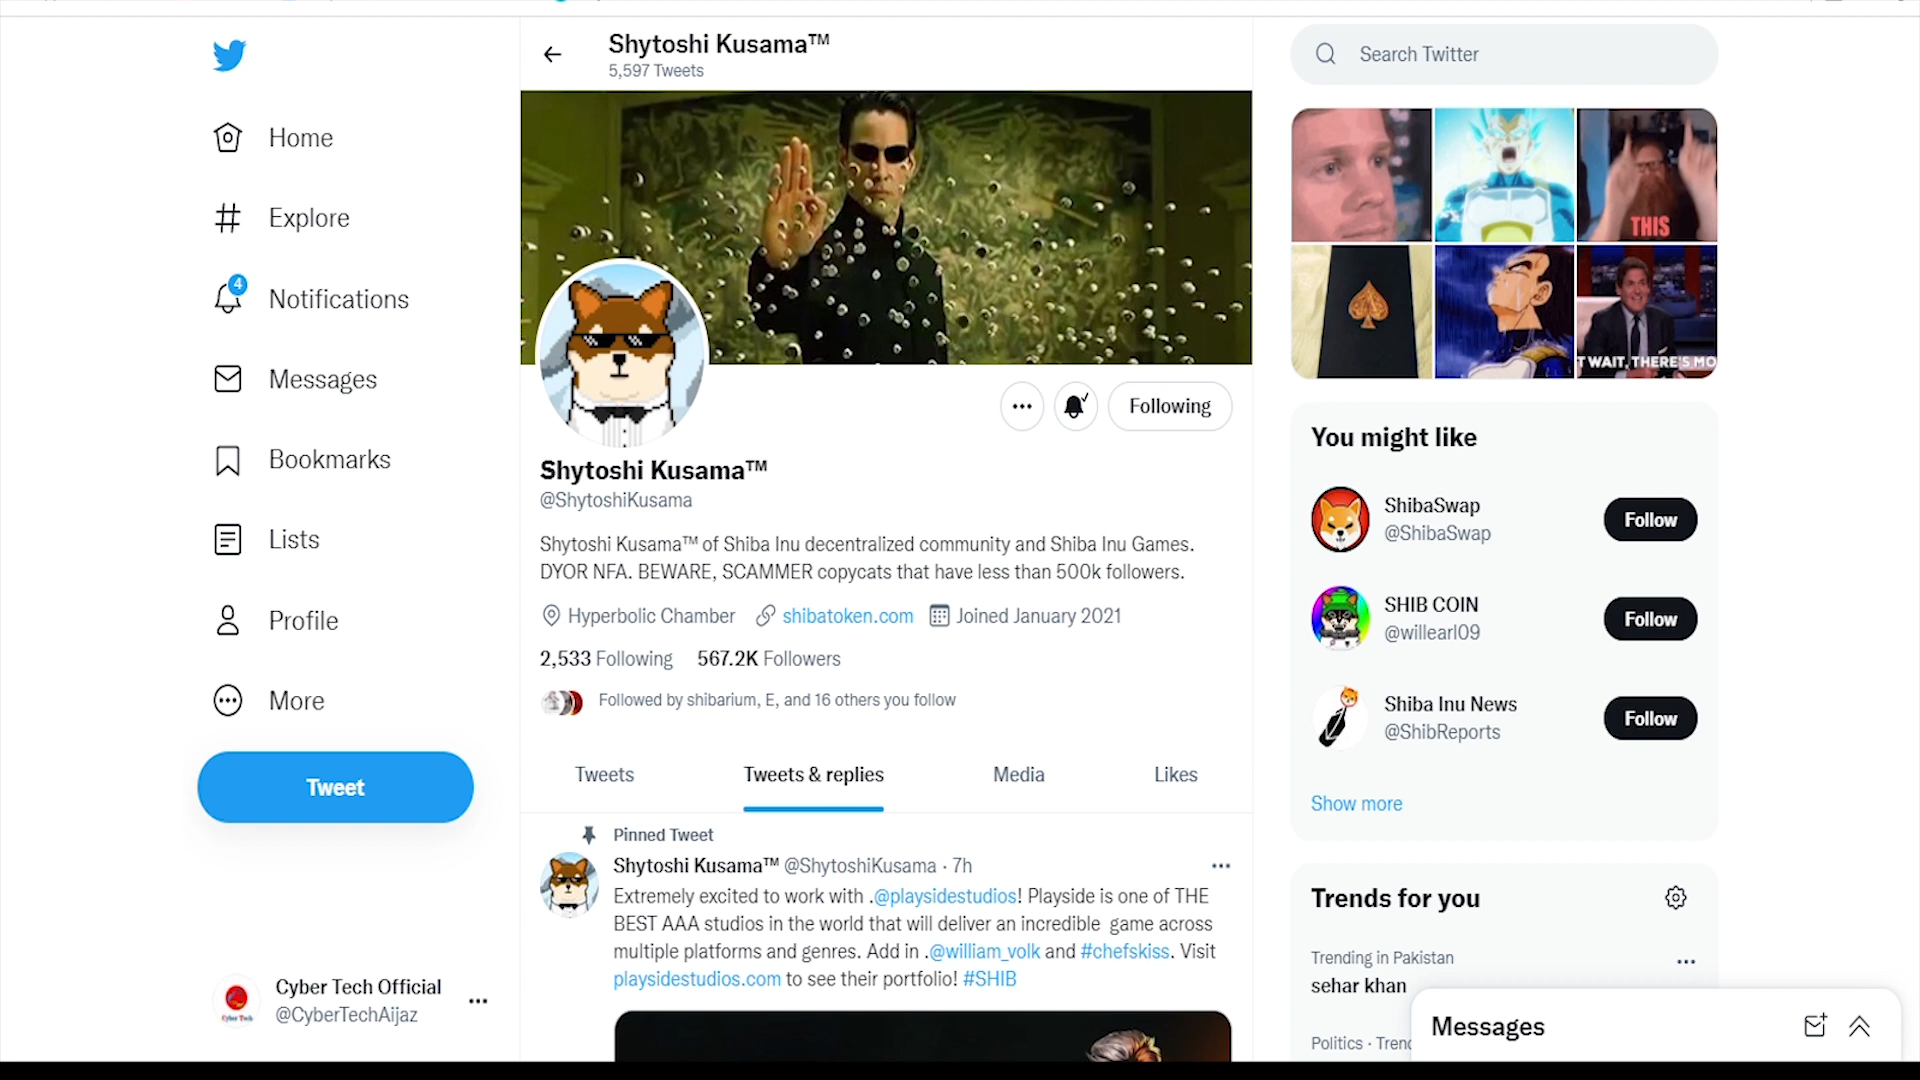 Shytoshi Kusama™
5,597 Tweets
Search Twitter
Home
Explore
4
Notifications
Messages
Bookmarks
Lists
Profile
More
Tweet
Cyber Tech Official
@CyberTechAijaz
Following
Shytoshi Kusama™
@ShytoshiKusama
Shytoshi Kusama™ of Shiba Inu decentralized community and Shiba Inu Games.
DYOR NFA. BEWARE, SCAMMER copycats that have less than 500k followers.
Hyperbolic Chamber shibatoken.com Joined January 2021
2,533 Following 567.2K Followers
Followed by shibarium, E, and 16 others you follow
Tweets Tweets & replies Media Likes
Pinned Tweet
Shytoshi Kusama™ @ShytoshiKusama · 7h
Extremely excited to work with .@playsidestudios! Playside is one of THE
BEST AAA studios in the world that will deliver an incredible game across
multiple platforms and genres. Add in .@william_volk and #chefskiss. Visit
playsidestudios.com to see their portfolio! #SHIB
THIS
T WAIT, THERE'S MO
You might like
ShibaSwap
@ShibaSwap
Follow
SHIB COIN
@willearl09
Follow
Shiba Inu News
@ShibReports
Follow
Show more
Trends for you
Trending in Pakistan
sehar khan
Politics · Trend
Messages
Cyber Tech